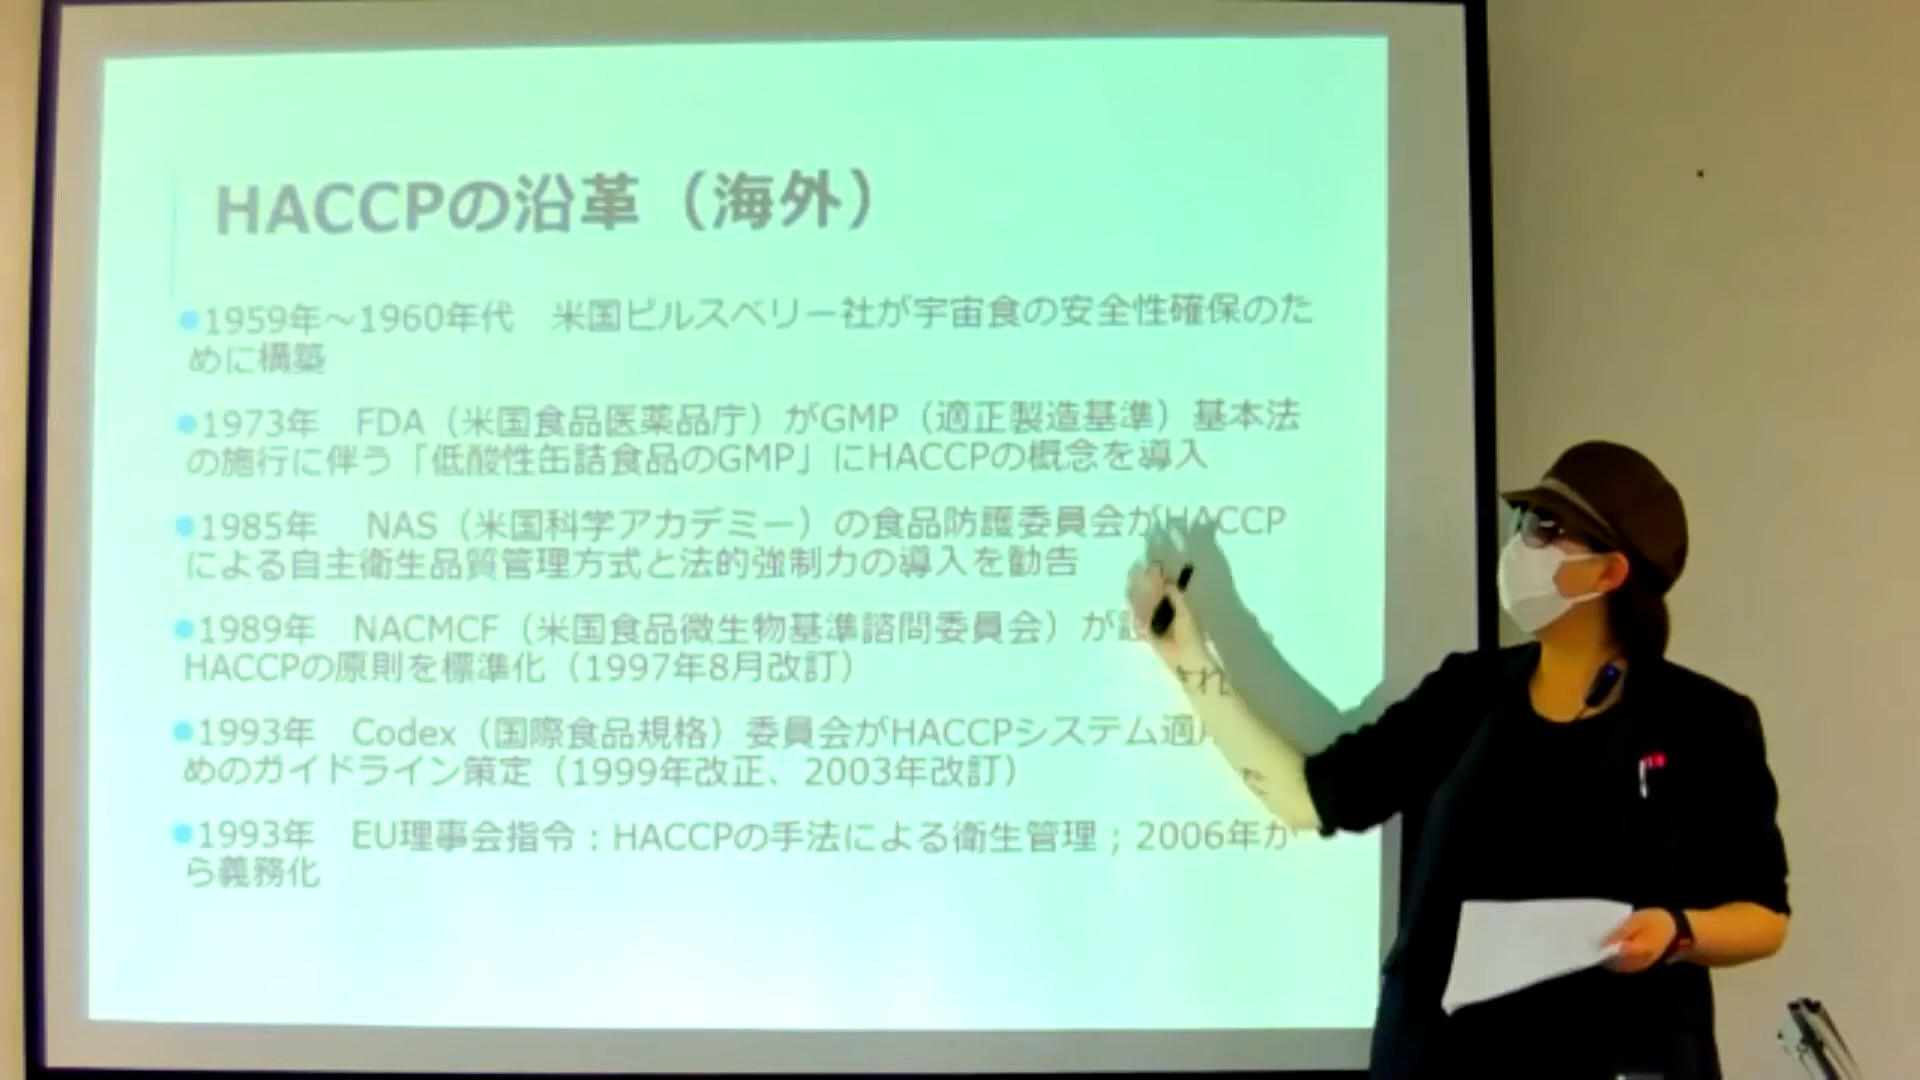 HACCPの沿革（海外）
●1959年～1960年代　米国ピルスベリー社が宇宙食の安全性確保のた
めに構築
●1973年　FDA（米国食品医薬品庁）がGMP（適正製造基準）基本法
の施行に伴う「低酸性缶詰食品のGMP」にHACCPの概念を導入
●1985年　NAS（米国科学アカデミー）の食品防護委員会がHACCP
による自主衛生品質管理方式と法的強制力の導入を勧告
●1989年　NACMCF（米国食品微生物基準諮問委員会）が設
され
HACCPの原則を標準化（1997年8月改訂）
●1993年　Codex（国際食品規格）委員会がHACCPシステム適
た
めのガイドライン策定（1999年改正、2003年改訂）
●1993年　EU理事会指令：HACCPの手法による衛生管理；2006年か
ら義務化